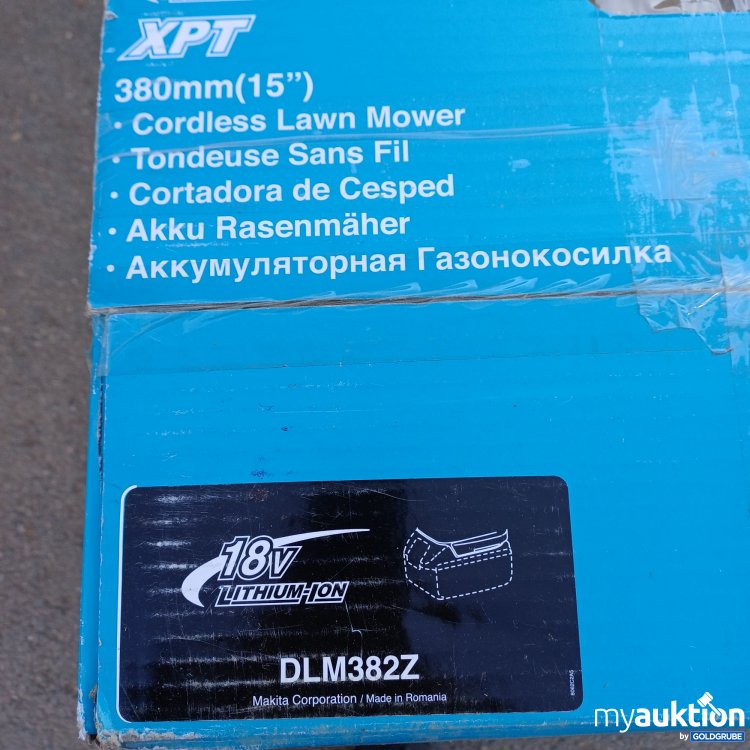 XPT
380mm(15”)
· Cordless Lawn Mower
· Tondeuse Sans Fil
· Cortadora de Cesped
· Akku Rasenmäher
· Аккумуляторная Газонокосилка
18V
LITHIUM-ION
DLM382Z
Makita Corporation / Made in Romania
myauktion
by GOLDGRUBE